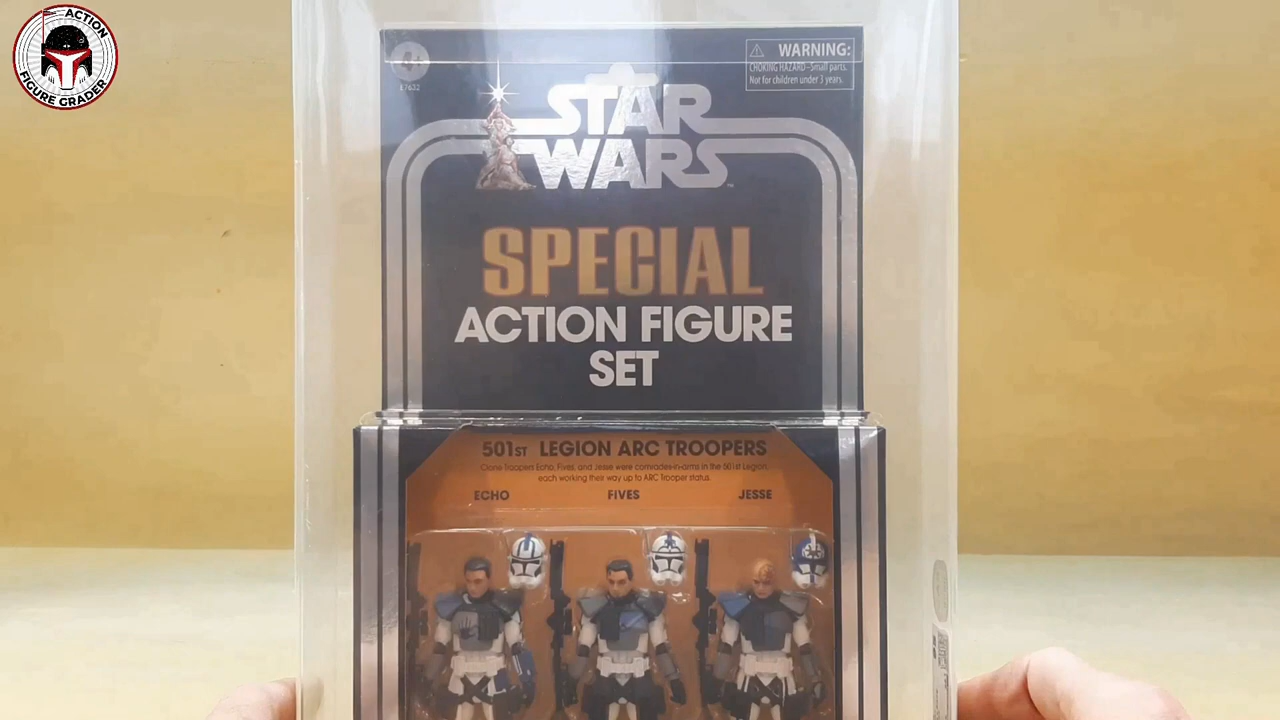 ACTION
FIGURE GRADER
4+
E7632
WARNING:
CHOKING HAZARD–Small parts.
Not for children under 3 years.
STAR
WARS
SPECIAL
ACTION FIGURE
SET
501ST LEGION ARC TROOPERS
Clone Troopers Echo, Fives, and Jesse were comrades-in-arms in the 501st Legion,
each working their way up to ARC Trooper status.
ECHO FIVES JESSE